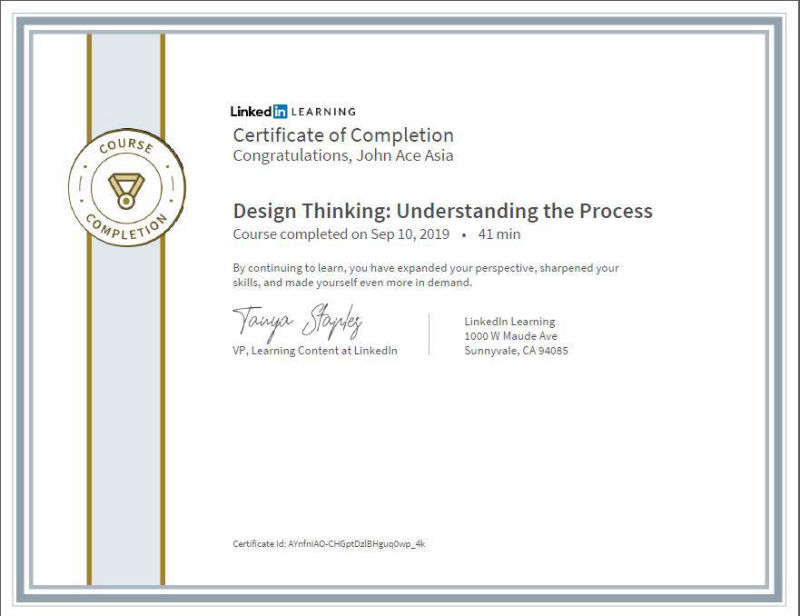 LinkedIn LEARNING
Certificate of Completion
Congratulations, John Ace Asia
COURSE
COMPLETION
Design Thinking: Understanding the Process
Course completed on Sep 10, 2019 • 41 min
By continuing to learn, you have expanded your perspective, sharpened your
skills, and made yourself even more in demand.
Tanya Staples
VP, Learning Content at LinkedIn
LinkedIn Learning
1000 W Maude Ave
Sunnyvale, CA 94085
Certificate Id: AYnfniAO-CHGptDzlBHguq0wp_4k